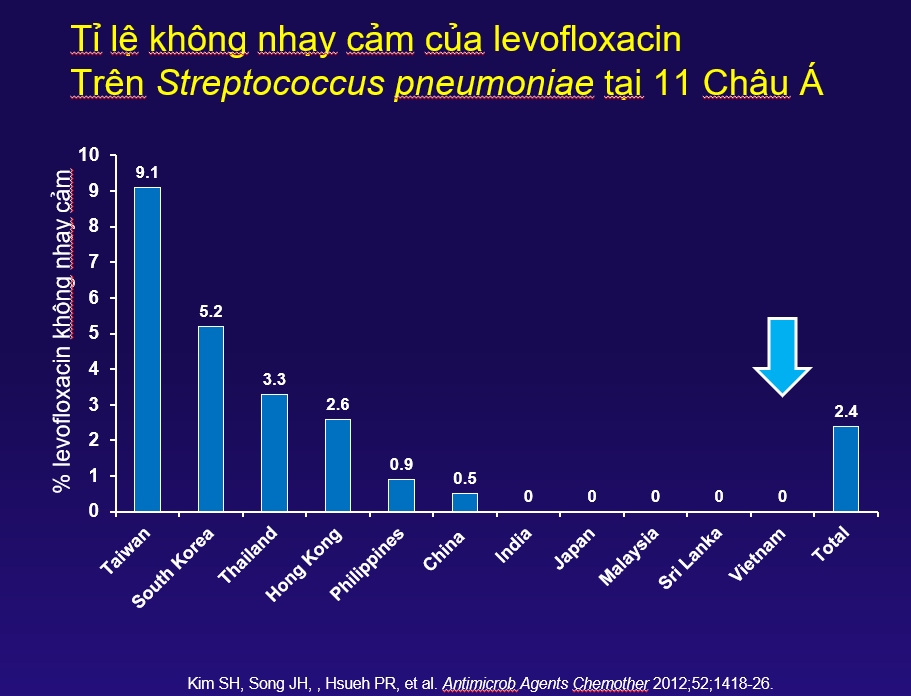 Tỉ lệ không nhạy cảm của levofloxacin
Trên Streptococcus pneumoniae tại 11 Châu Á
% levofloxacin không nhạy cảm
10
9
8
7
6
5
4
3
2
1
0
9.1
5.2
3.3
2.6
0.9
0.5
0
0
0
0
0
2.4
Taiwan
South Korea
Thailand
Hong Kong
Philippines
China
India
Japan
Malaysia
Sri Lanka
Vietnam
Total
Kim SH, Song JH, , Hsueh PR, et al. Antimicrob Agents Chemother 2012;52;1418-26.